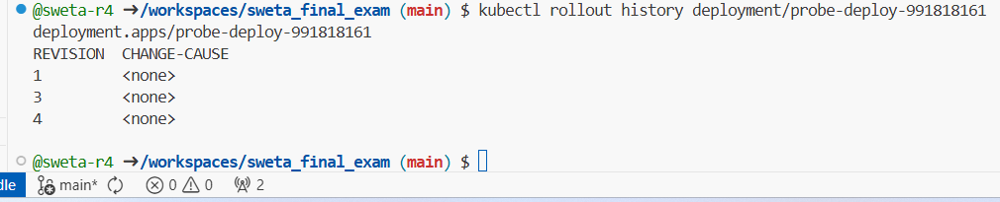 @sweta-r4 ➜/workspaces/sweta_final_exam (main) $ kubectl rollout history deployment/probe-deploy-991818161
deployment.apps/probe-deploy-991818161
REVISION  CHANGE-CAUSE
1         <none>
3         <none>
4         <none>
@sweta-r4 ➜/workspaces/sweta_final_exam (main) $
dle main* 0 0 2